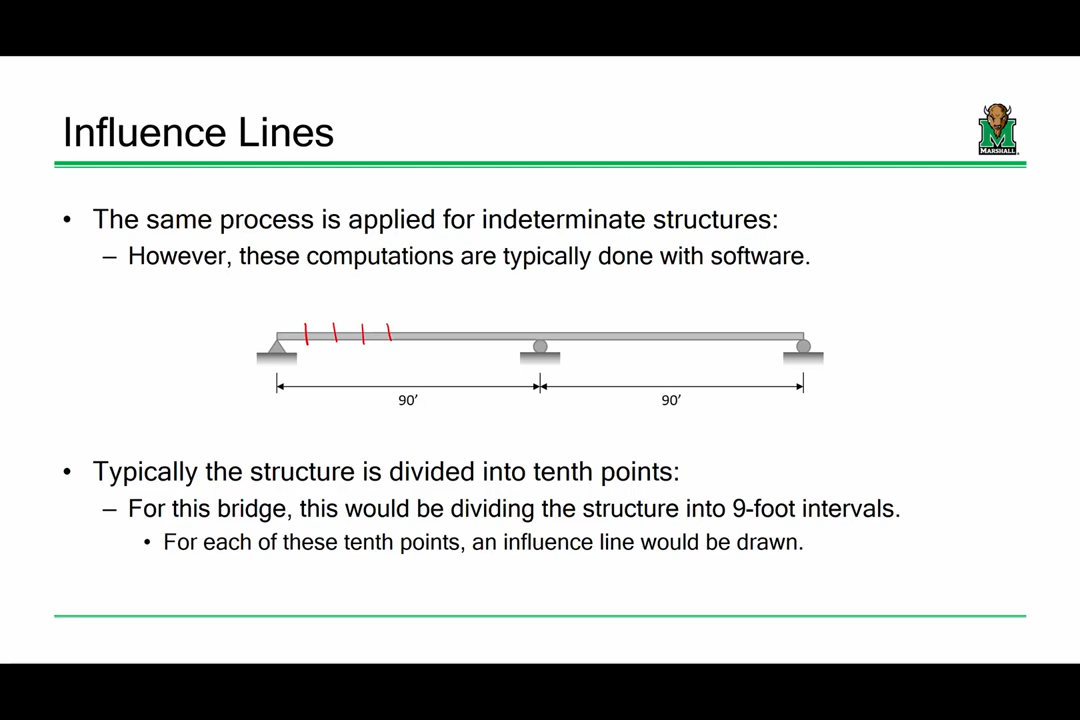 Influence Lines
MARSHALL
• The same process is applied for indeterminate structures:
– However, these computations are typically done with software.
90’ 90’
• Typically the structure is divided into tenth points:
– For this bridge, this would be dividing the structure into 9-foot intervals.
• For each of these tenth points, an influence line would be drawn.